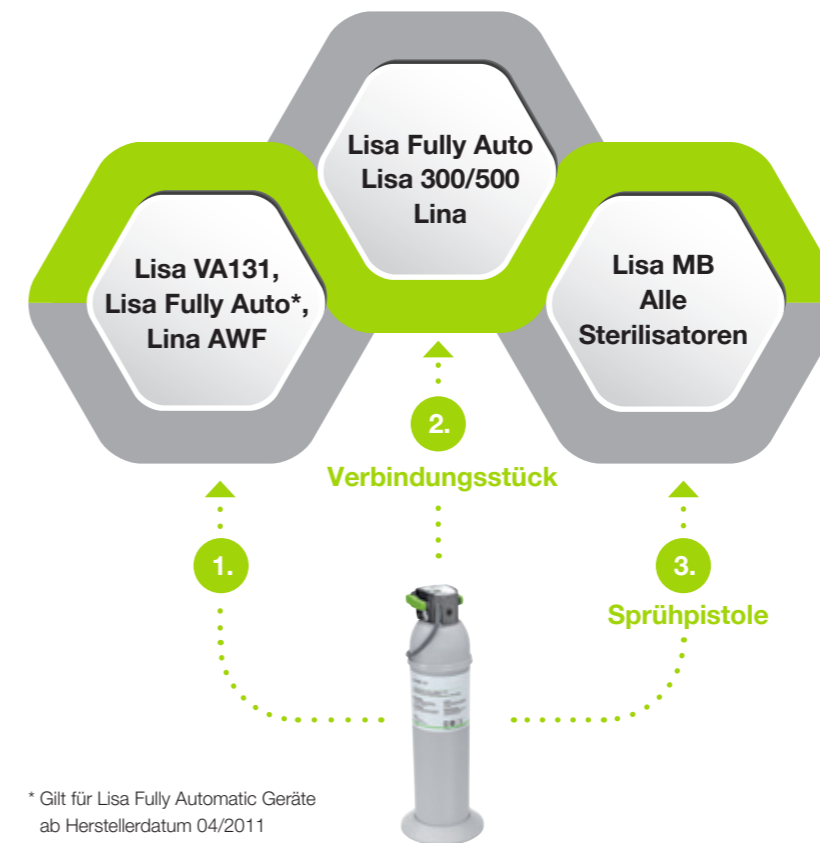 Lisa Fully Auto
Lisa 300/500
Lina
Lisa VA131,
Lisa Fully Auto*,
Lina AWF
Lisa MB
Alle
Sterilisatoren
2.
Verbindungsstück
1.
3.
Sprühpistole
* Gilt für Lisa Fully Automatic Geräte
ab Herstellerdatum 04/2011